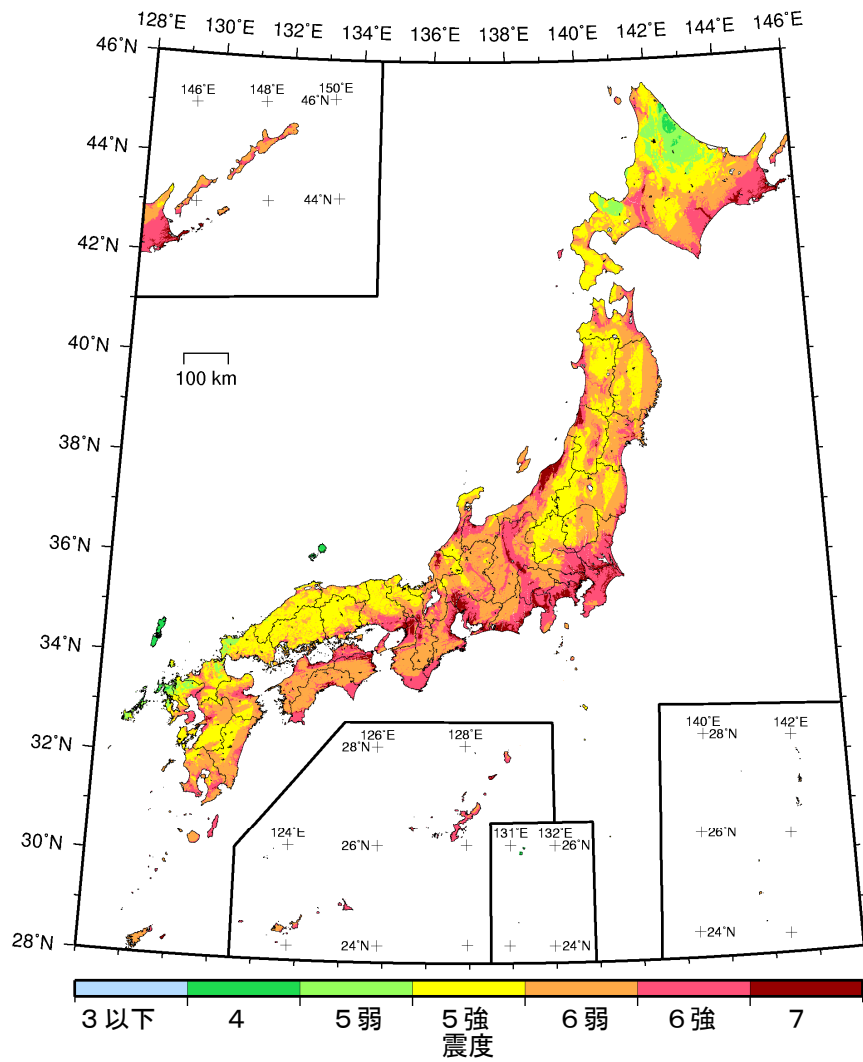 128°E 130°E 132°E 134°E 136°E 138°E 140°E 142°E 144°E 146°E
46°N
44°N
42°N
40°N
38°N
36°N
34°N
32°N
30°N
28°N
146°E 148°E 150°E
46°N
44°N
100 km
126°E 128°E
28°N
124°E
26°N
24°N
131°E 132°E
26°N
24°N
140°E 142°E
28°N
26°N
24°N
3以下 4 5弱 5強 6弱 6強 7
震度